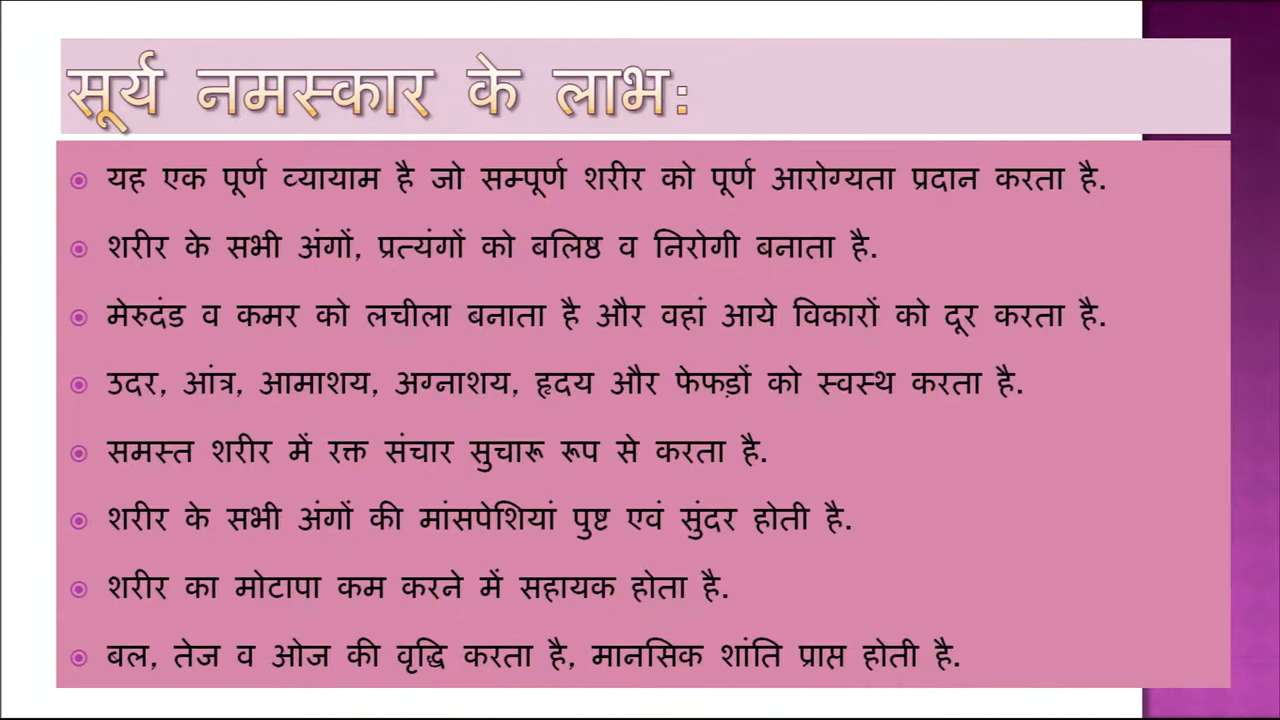 सूर्य नमस्कार के लाभ:
यह एक पूर्ण व्यायाम है जो सम्पूर्ण शरीर को पूर्ण आरोग्यता प्रदान करता है.
शरीर के सभी अंगों, प्रत्यंगों को बलिष्ठ व निरोगी बनाता है.
मेरुदंड व कमर को लचीला बनाता है और वहां आये विकारों को दूर करता है.
उदर, आंत्र, आमाशय, अग्नाशय, हृदय और फेफड़ों को स्वस्थ करता है.
समस्त शरीर में रक्त संचार सुचारू रूप से करता है.
शरीर के सभी अंगों की मांसपेशियां पुष्ट एवं सुंदर होती है.
शरीर का मोटापा कम करने में सहायक होता है.
बल, तेज व ओज की वृद्धि करता है, मानसिक शांति प्राप्त होती है.